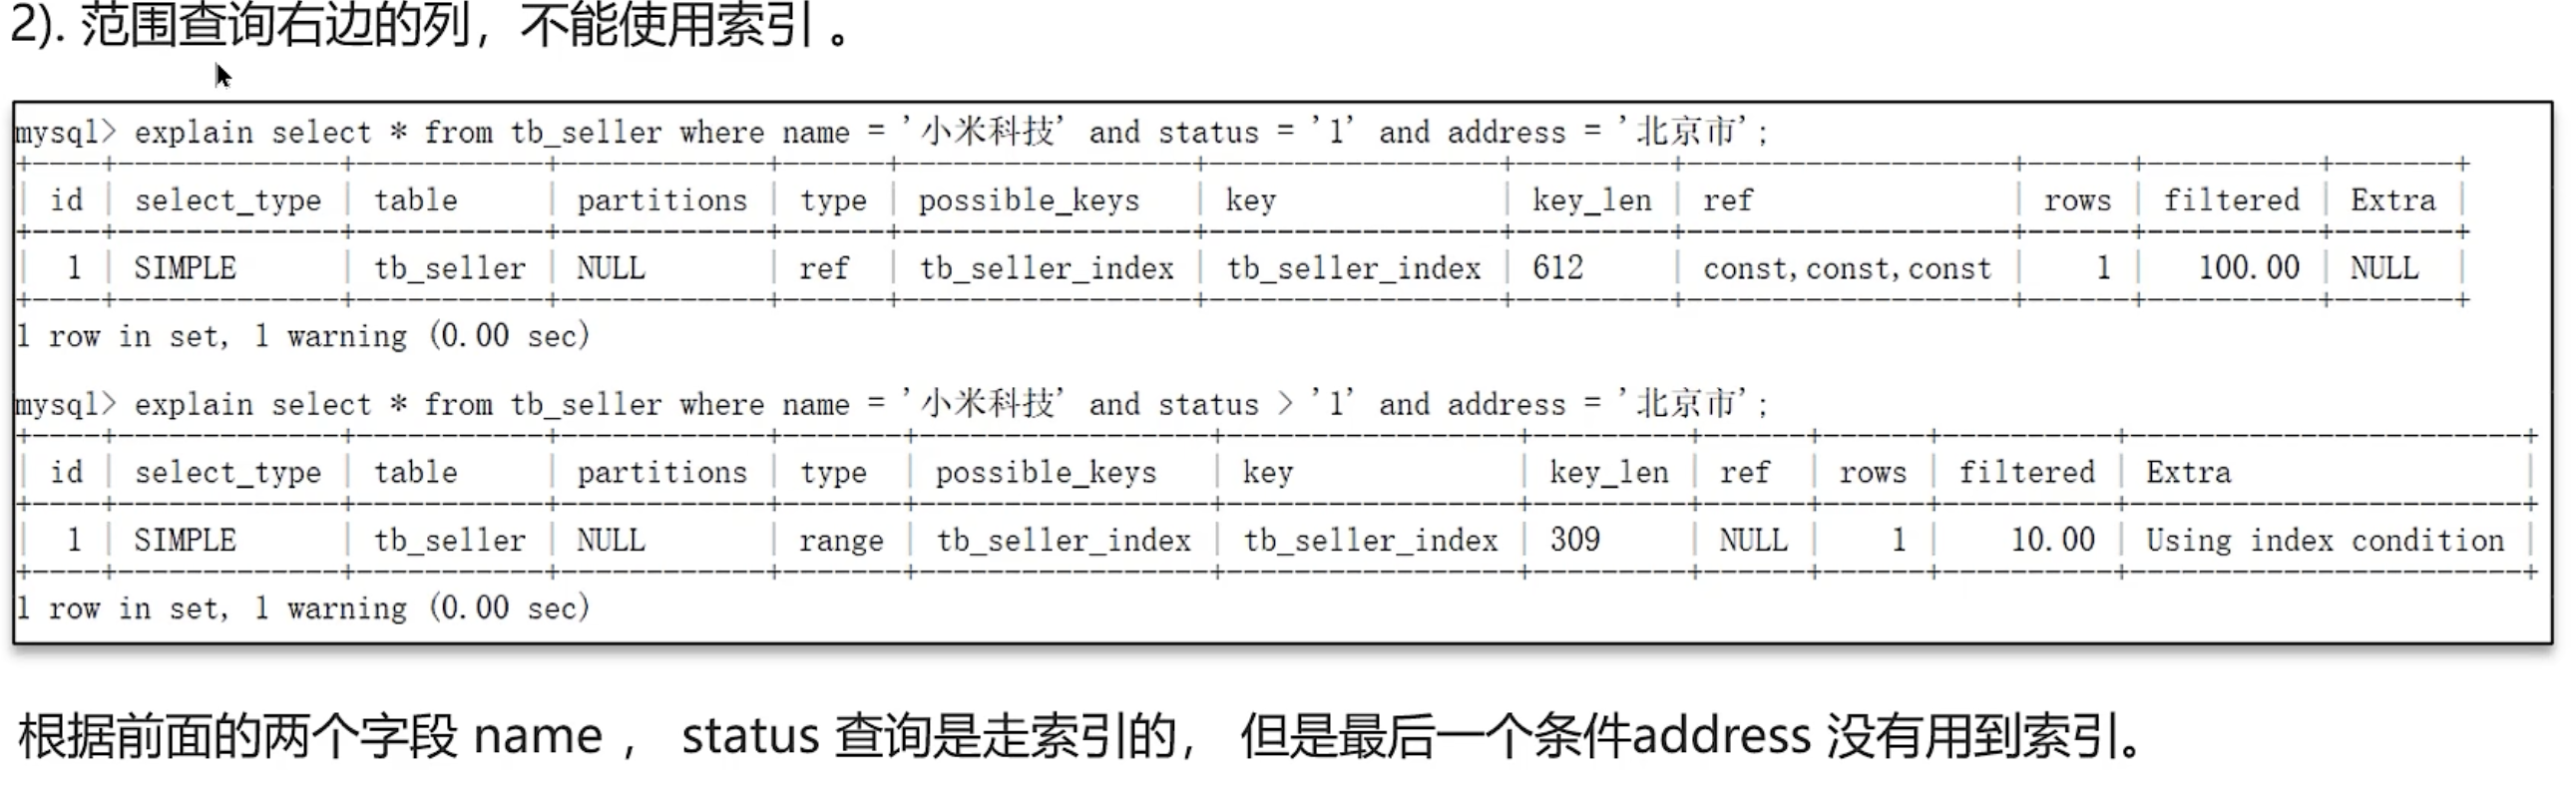 2). 范围查询右边的列，不能使用索引 。
mysql> explain select * from tb_seller where name = '小米科技' and status = '1' and address = '北京市';
+----+-------------+-----------+------------+------+-----------------+-----------------+---------+-------------------+------+----------+-------+
| id | select_type | table | partitions | type | possible_keys | key | key_len | ref | rows | filtered | Extra |
+----+-------------+-----------+------------+------+-----------------+-----------------+---------+-------------------+------+----------+-------+
| 1 | SIMPLE | tb_seller | NULL | ref | tb_seller_index | tb_seller_index | 612 | const,const,const | 1 | 100.00 | NULL |
+----+-------------+-----------+------------+------+-----------------+-----------------+---------+-------------------+------+----------+-------+
1 row in set, 1 warning (0.00 sec)
mysql> explain select * from tb_seller where name = '小米科技' and status > '1' and address = '北京市';
+----+-------------+-----------+------------+-------+-----------------+-----------------+---------+------+------+----------+-----------------------+
| id | select_type | table | partitions | type | possible_keys | key | key_len | ref | rows | filtered | Extra |
+----+-------------+-----------+------------+-------+-----------------+-----------------+---------+------+------+----------+-----------------------+
| 1 | SIMPLE | tb_seller | NULL | range | tb_seller_index | tb_seller_index | 309 | NULL | 1 | 10.00 | Using index condition |
+----+-------------+-----------+------------+-------+-----------------+-----------------+---------+------+------+----------+-----------------------+
1 row in set, 1 warning (0.00 sec)
根据前面的两个字段 name ， status 查询是走索引的， 但是最后一个条件address 没有用到索引。